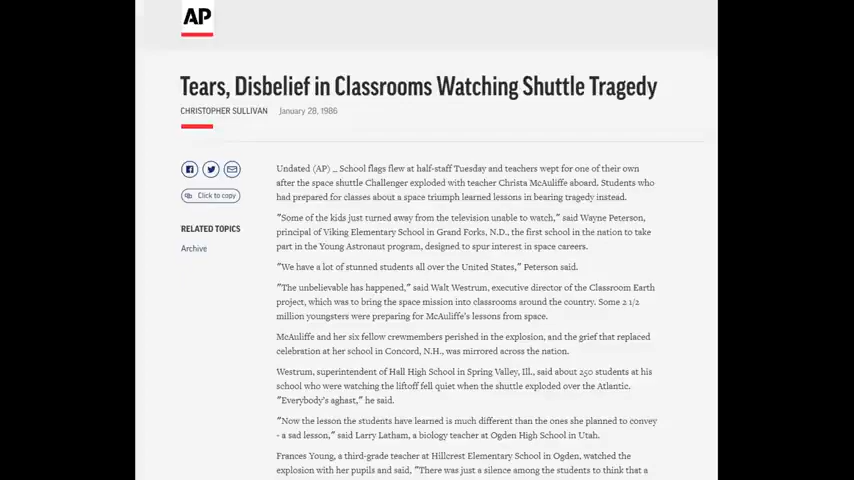 AP
Tears, Disbelief in Classrooms Watching Shuttle Tragedy
CHRISTOPHER SULLIVAN January 28, 1986
Click to copy
RELATED TOPICS
Archive
Undated (AP) _ School flags flew at half-staff Tuesday and teachers wept for one of their own
after the space shuttle Challenger exploded with teacher Christa McAuliffe aboard. Students who
had prepared for classes about a space triumph learned lessons in bearing tragedy instead.
"Some of the kids just turned away from the television unable to watch," said Wayne Peterson,
principal of Viking Elementary School in Grand Forks, N.D., the first school in the nation to take
part in the Young Astronaut program, designed to spur interest in space careers.
"We have a lot of stunned students all over the United States," Peterson said.
"The unbelievable has happened," said Walt Westrum, executive director of the Classroom Earth
project, which was to bring the space mission into classrooms around the country. Some 2 1/2
million youngsters were preparing for McAuliffe's lessons from space.
McAuliffe and her six fellow crewmembers perished in the explosion, and the grief that replaced
celebration at her school in Concord, N.H., was mirrored across the nation.
Westrum, superintendent of Hall High School in Spring Valley, Ill., said about 250 students at his
school who were watching the liftoff fell quiet when the shuttle exploded over the Atlantic.
"Everybody's aghast," he said.
"Now the lesson the students have learned is much different than the ones she planned to convey
- a sad lesson," said Larry Latham, a biology teacher at Ogden High School in Utah.
Frances Young, a third-grade teacher at Hillcrest Elementary School in Ogden, watched the
explosion with her pupils and said, "There was just a silence among the students to think that a